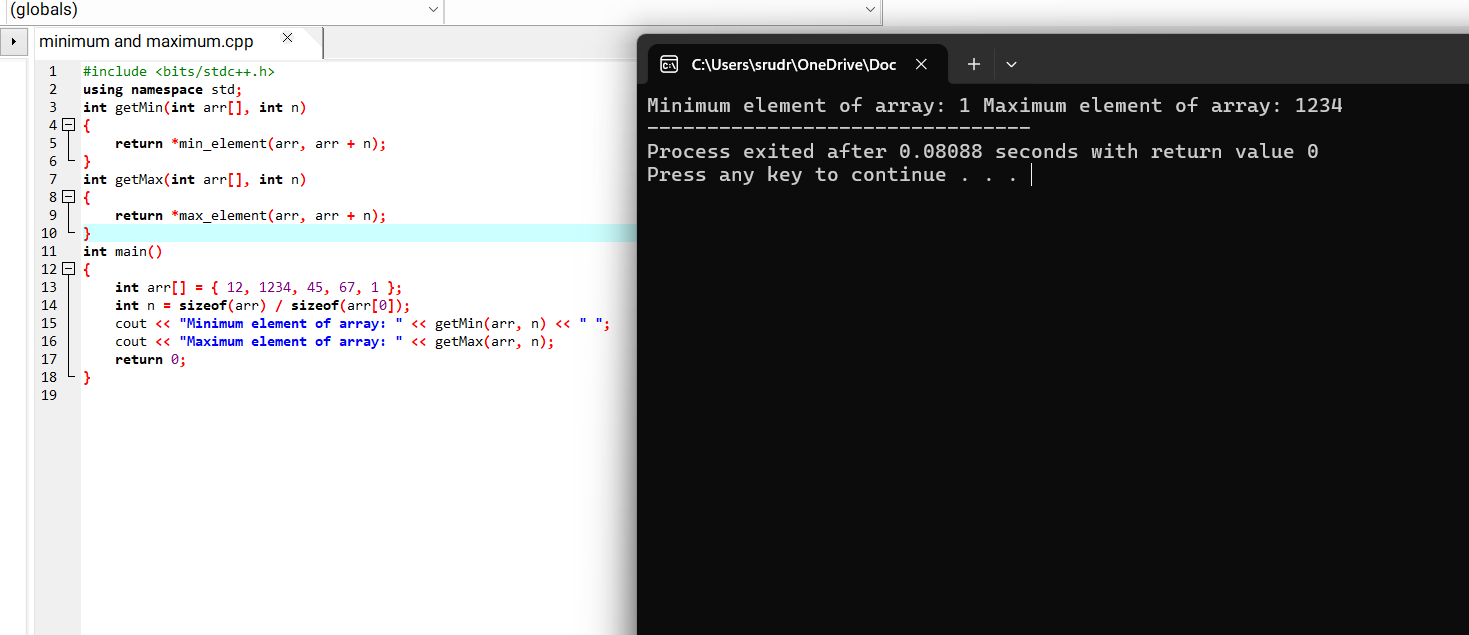 (globals)
minimum and maximum.cpp
1 #include <bits/stdc++.h>
2 using namespace std;
3 int getMin(int arr[], int n)
4 {
5     return *min_element(arr, arr + n);
6 }
7 int getMax(int arr[], int n)
8 {
9     return *max_element(arr, arr + n);
10 }
11 int main()
12 {
13     int arr[] = { 12, 1234, 45, 67, 1 };
14     int n = sizeof(arr) / sizeof(arr[0]);
15     cout << "Minimum element of array: " << getMin(arr, n) << " ";
16     cout << "Maximum element of array: " << getMax(arr, n);
17     return 0;
18 }
19
C:\Users\srudr\OneDrive\Doc
Minimum element of array: 1 Maximum element of array: 1234
--------------------------------
Process exited after 0.08088 seconds with return value 0
Press any key to continue . . .